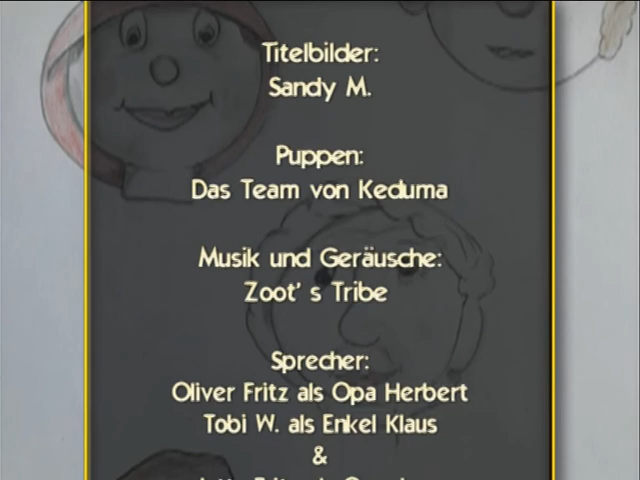 Titelbilder:
Sandy M.
Puppen:
Das Team von Keduma
Musik und Geräusche:
Zoot' s Tribe
Sprecher:
Oliver Fritz als Opa Herbert
Tobi W. als Enkel Klaus
&